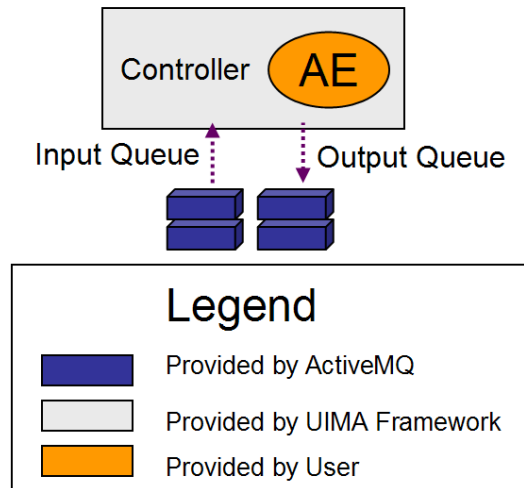 Controller
AE
Input Queue
Output Queue
Legend
Provided by ActiveMQ
Provided by UIMA Framework
Provided by User